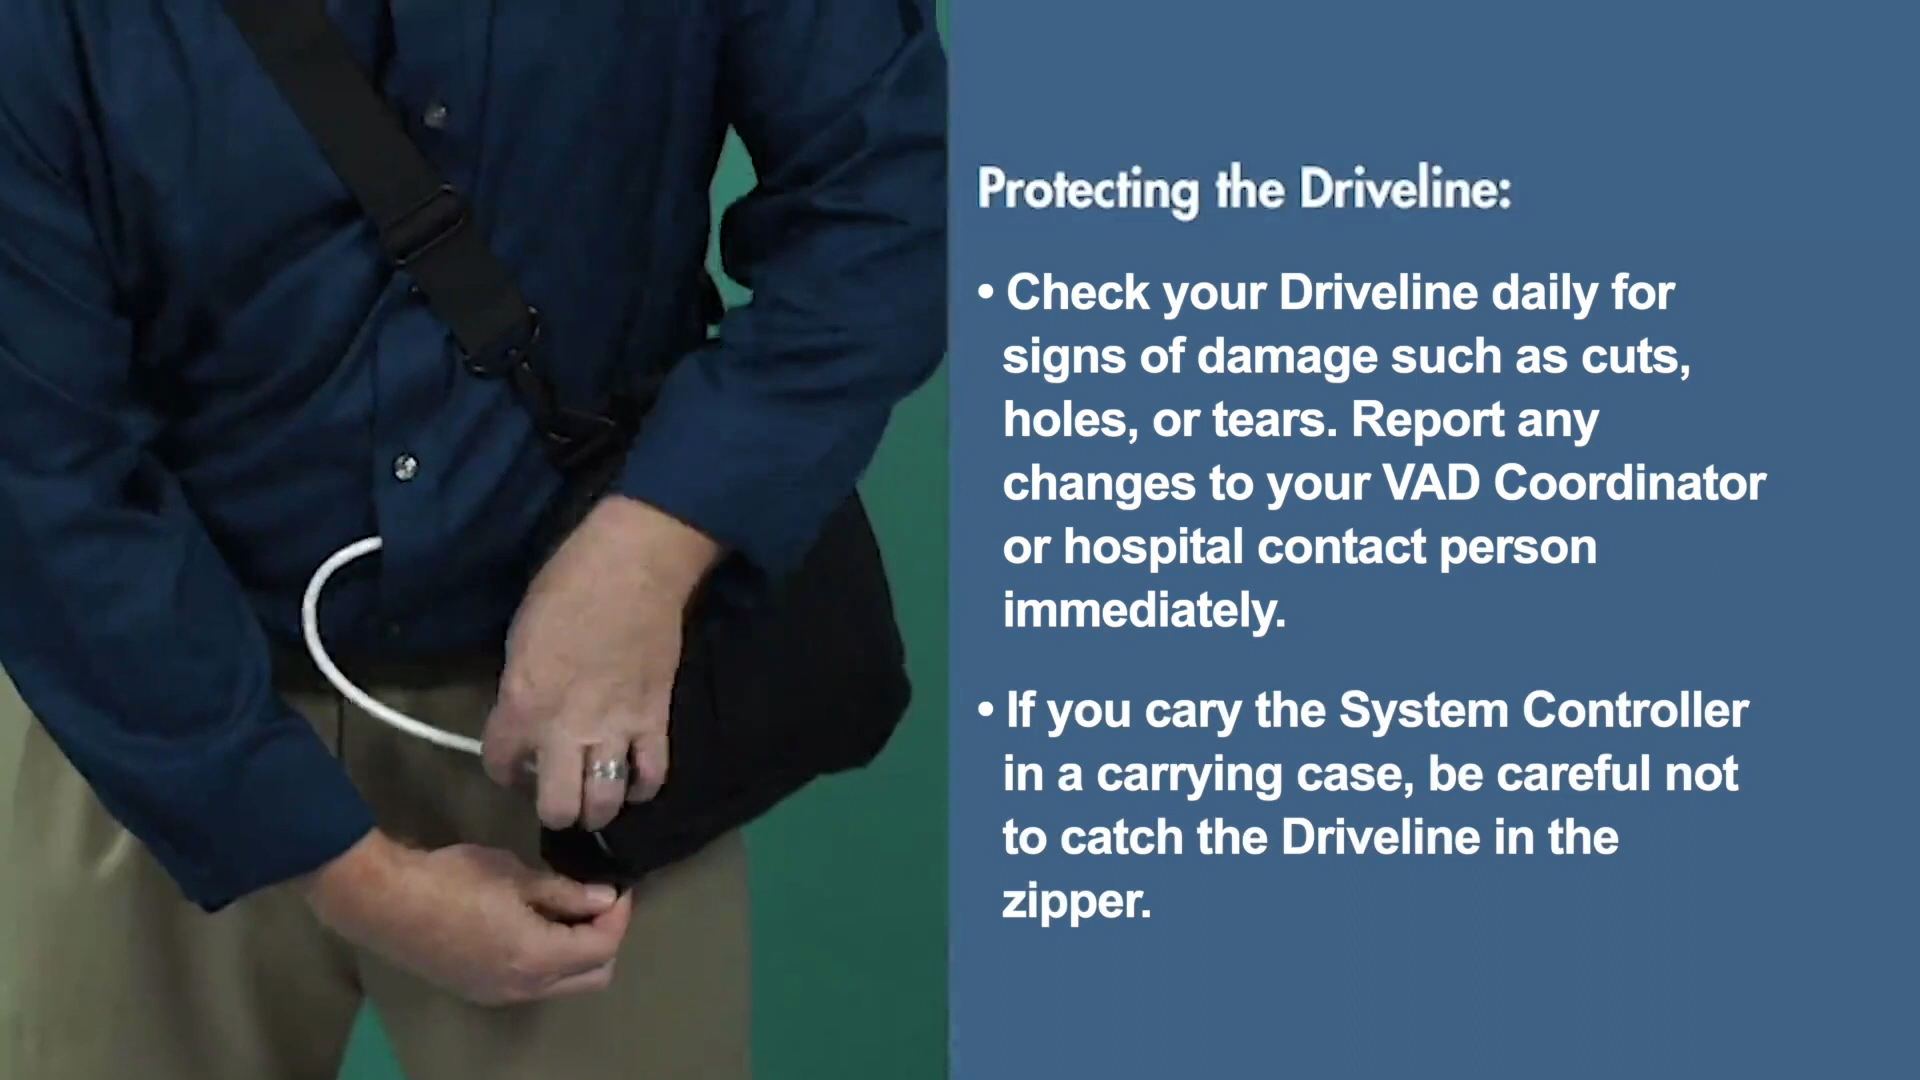 Protecting the Driveline:
• Check your Driveline daily for
signs of damage such as cuts,
holes, or tears. Report any
changes to your VAD Coordinator
or hospital contact person
immediately.
• If you cary the System Controller
in a carrying case, be careful not
to catch the Driveline in the
zipper.